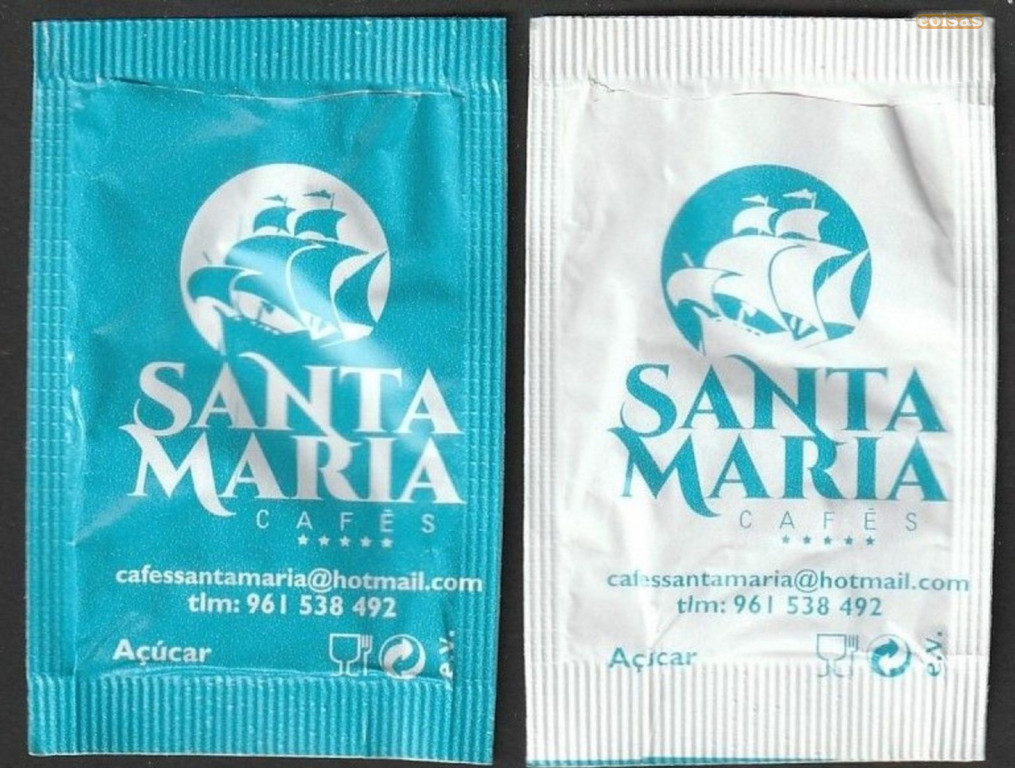 coisas
SANTA
MARIA
CAFÉS
cafessantamaria@hotmail.com
tlm: 961 538 492
Açúcar
e.v.
SANTA
MARIA
CAFÉS
cafessantamaria@hotmail.com
tlm: 961 538 492
Açúcar
e.v.